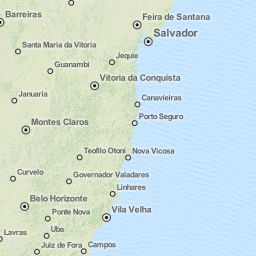 Barreiras
Feira de Santana
Salvador
Santa Maria da Vitoria
Jequie
Guanambi
Vitoria da Conquista
Januaria
Canavieiras
Porto Seguro
Montes Claros
Teofilo Otoni
Nova Vicosa
Curvelo
Governador Valadares
Linhares
Belo Horizonte
Ponte Nova
Vila Velha
Uba
Lavras
Juiz de Fora
Campos